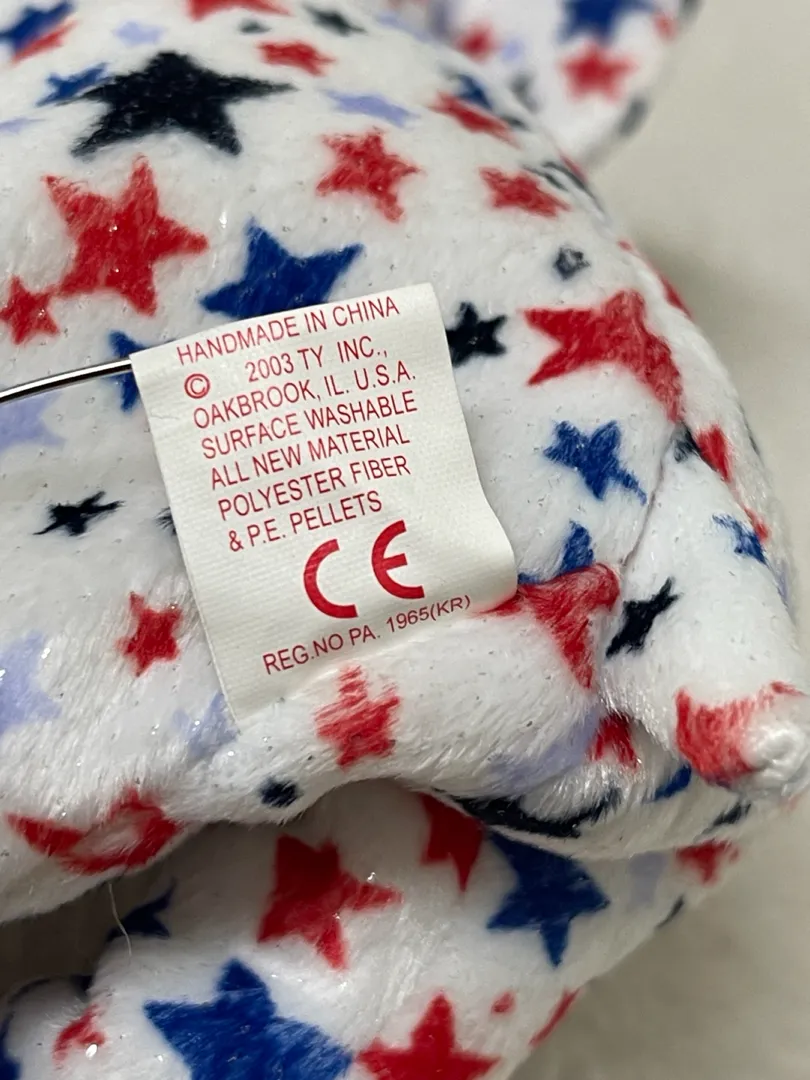 HANDMADE IN CHINA
© 2003 TY INC.,
OAKBROOK, IL. U.S.A.
SURFACE WASHABLE
ALL NEW MATERIAL
POLYESTER FIBER
& P.E. PELLETS
CE
REG.NO PA. 1965(KR)